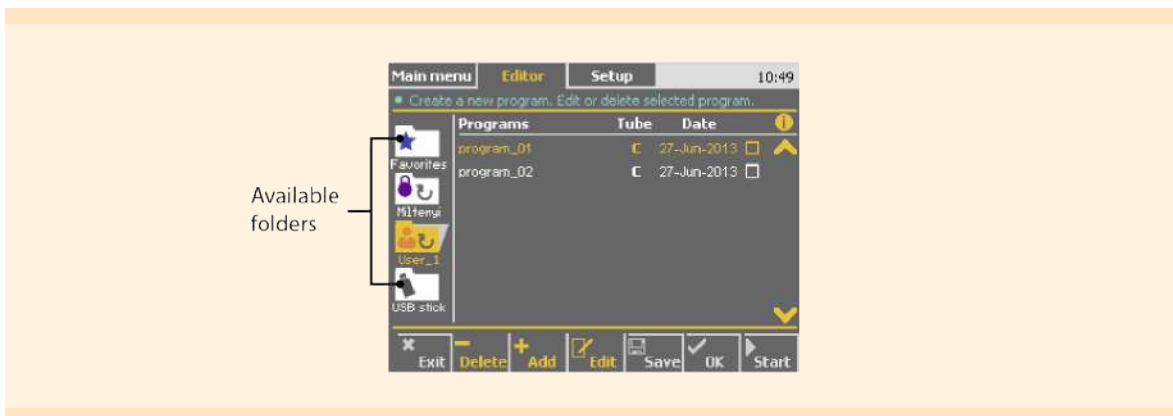 Main menu Editor Setup 10:49
Create a new program. Edit or delete selected program.
Programs Tube Date
program_01 C 27-Jun-2013
Favorites
program_02 C 27-Jun-2013
Miltenyi
User_1
USB stick
Available
folders
Exit Delete Add Edit Save OK Start